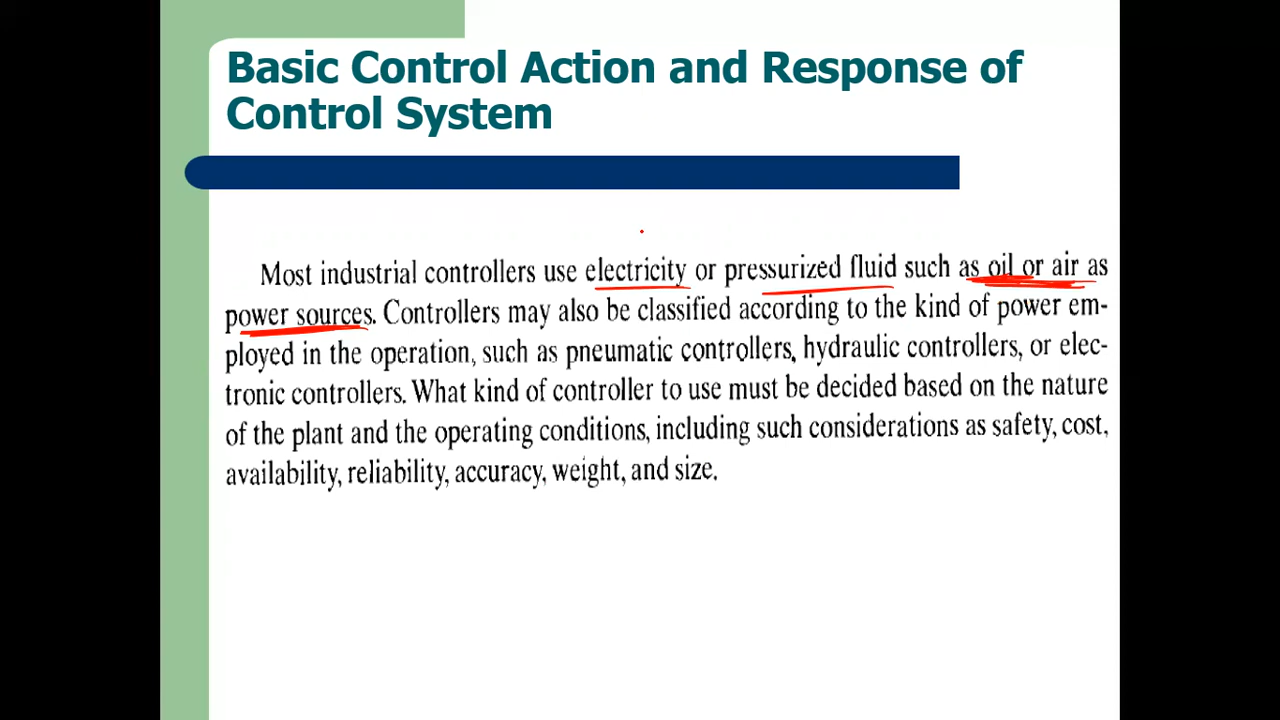 Basic Control Action and Response of
Control System
Most industrial controllers use electricity or pressurized fluid such as oil or air as
power sources. Controllers may also be classified according to the kind of power em-
ployed in the operation, such as pneumatic controllers, hydraulic controllers, or elec-
tronic controllers. What kind of controller to use must be decided based on the nature
of the plant and the operating conditions, including such considerations as safety, cost,
availability, reliability, accuracy, weight, and size.